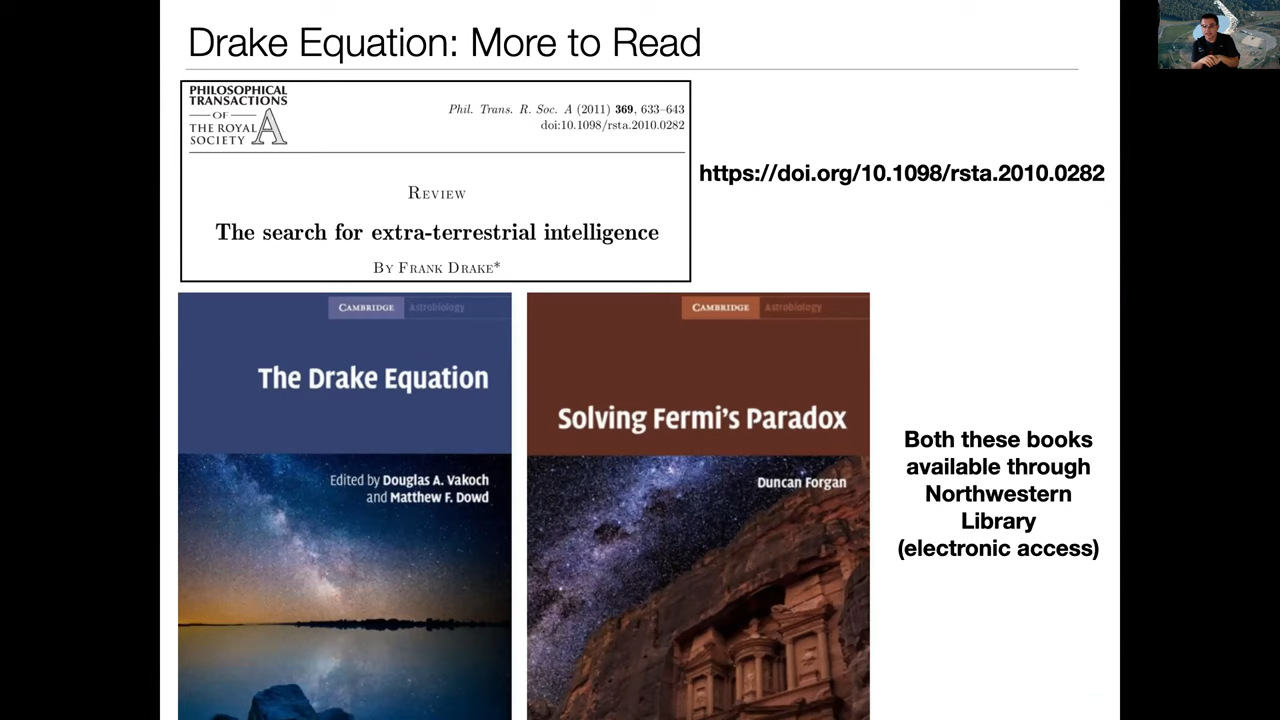 Drake Equation: More to Read
PHILOSOPHICAL
TRANSACTIONS
OF
THE ROYAL
SOCIETY
A
Phil. Trans. R. Soc. A (2011) 369, 633–643
doi:10.1098/rsta.2010.0282
REVIEW
The search for extra-terrestrial intelligence
BY FRANK DRAKE*
https://doi.org/10.1098/rsta.2010.0282
CAMBRIDGE Astrobiology
The Drake Equation
Edited by Douglas A. Vakoch
and Matthew F. Dowd
CAMBRIDGE Astrobiology
Solving Fermi's Paradox
Duncan Forgan
Both these books
available through
Northwestern
Library
(electronic access)